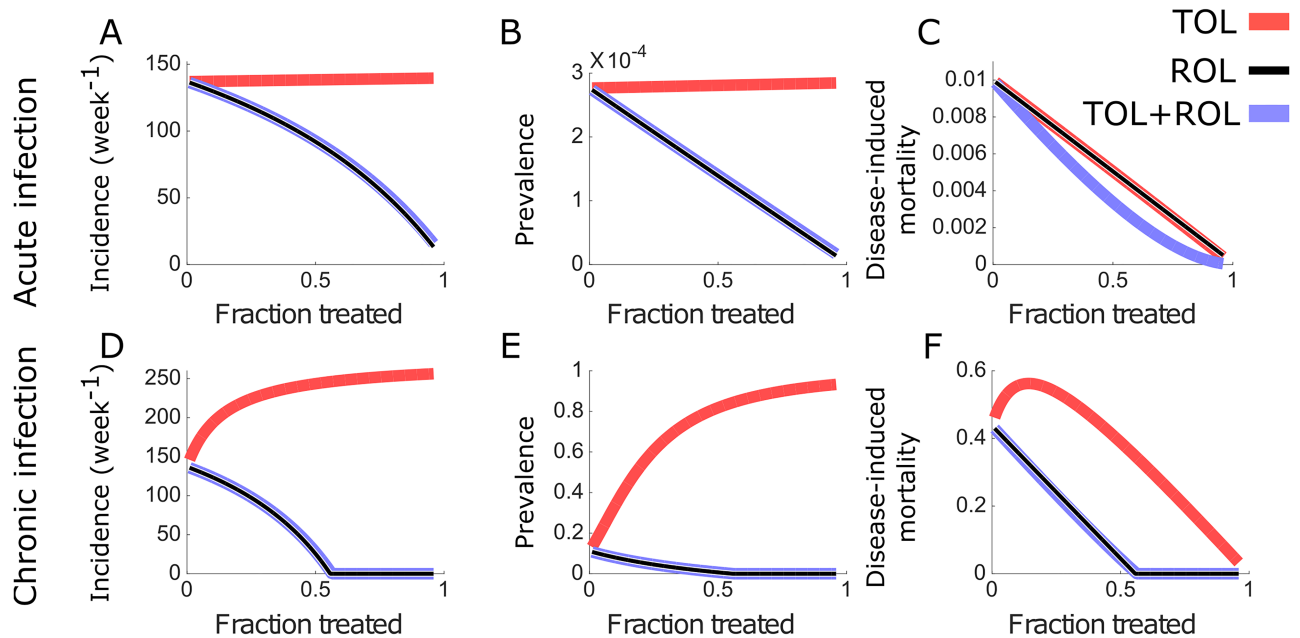 A
B
C
TOL
ROL
TOL+ROL
Acute infection
Incidence (week⁻¹)
150
100
50
0
0
0.5
1
Fraction treated
X10⁻⁴
Prevalence
3
2
1
0
0
0.5
1
Fraction treated
Disease-induced
mortality
0.01
0.008
0.006
0.004
0.002
0
0
0.5
1
Fraction treated
Chronic infection
D
Incidence (week⁻¹)
250
200
150
100
50
0
0
0.5
1
Fraction treated
E
Prevalence
1
0.8
0.6
0.4
0.2
0
0
0.5
1
Fraction treated
F
Disease-induced
mortality
0.6
0.4
0.2
0
0
0.5
1
Fraction treated